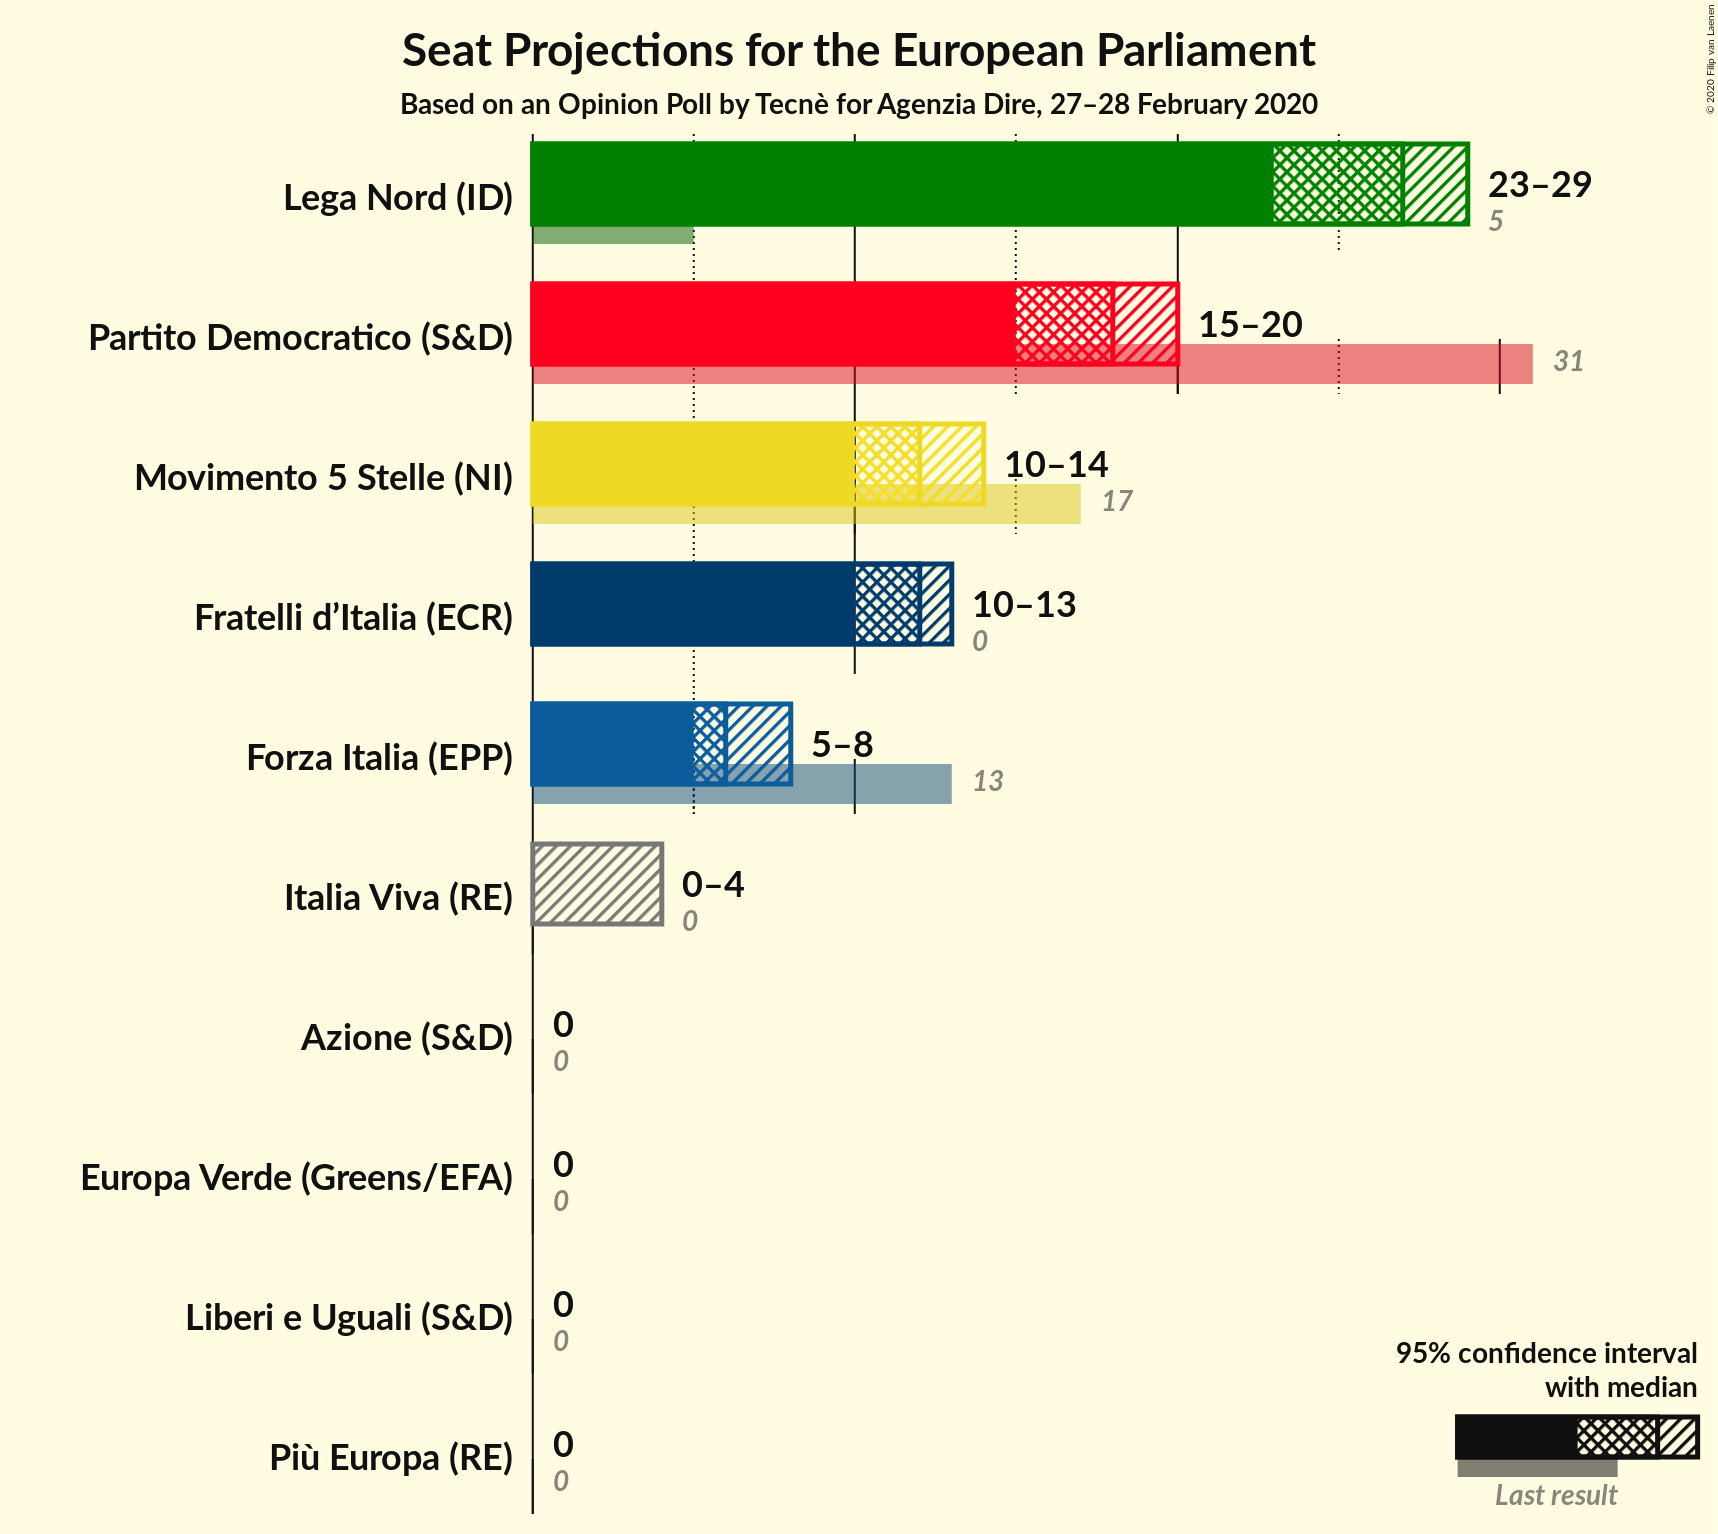 Seat Projections for the European Parliament
Based on an Opinion Poll by Tecnè for Agenzia Dire, 27–28 February 2020
© 2020 Filip van Laenen
Lega Nord (ID)
23–29
5
Partito Democratico (S&D)
15–20
31
Movimento 5 Stelle (NI)
10–14
17
Fratelli d’Italia (ECR)
10–13
0
Forza Italia (EPP)
5–8
13
Italia Viva (RE)
0–4
0
Azione (S&D)
0
0
Europa Verde (Greens/EFA)
0
0
Liberi e Uguali (S&D)
0
0
Più Europa (RE)
0
0
95% confidence interval
with median
Last result